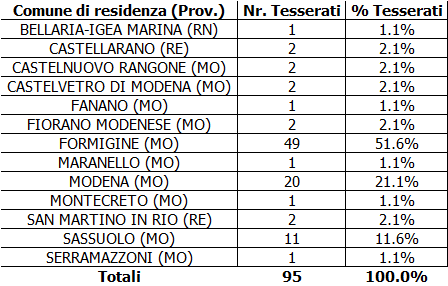 Comune di residenza (Prov.) Nr. Tesserati % Tesserati
BELLARIA-IGEA MARINA (RN) 1 1.1%
CASTELLARANO (RE) 2 2.1%
CASTELNUOVO RANGONE (MO) 2 2.1%
CASTELVETRO DI MODENA (MO) 2 2.1%
FANANO (MO) 1 1.1%
FIORANO MODENESE (MO) 2 2.1%
FORMIGINE (MO) 49 51.6%
MARANELLO (MO) 1 1.1%
MODENA (MO) 20 21.1%
MONTECRETO (MO) 1 1.1%
SAN MARTINO IN RIO (RE) 2 2.1%
SASSUOLO (MO) 11 11.6%
SERRAMAZZONI (MO) 1 1.1%
Totali 95 100.0%